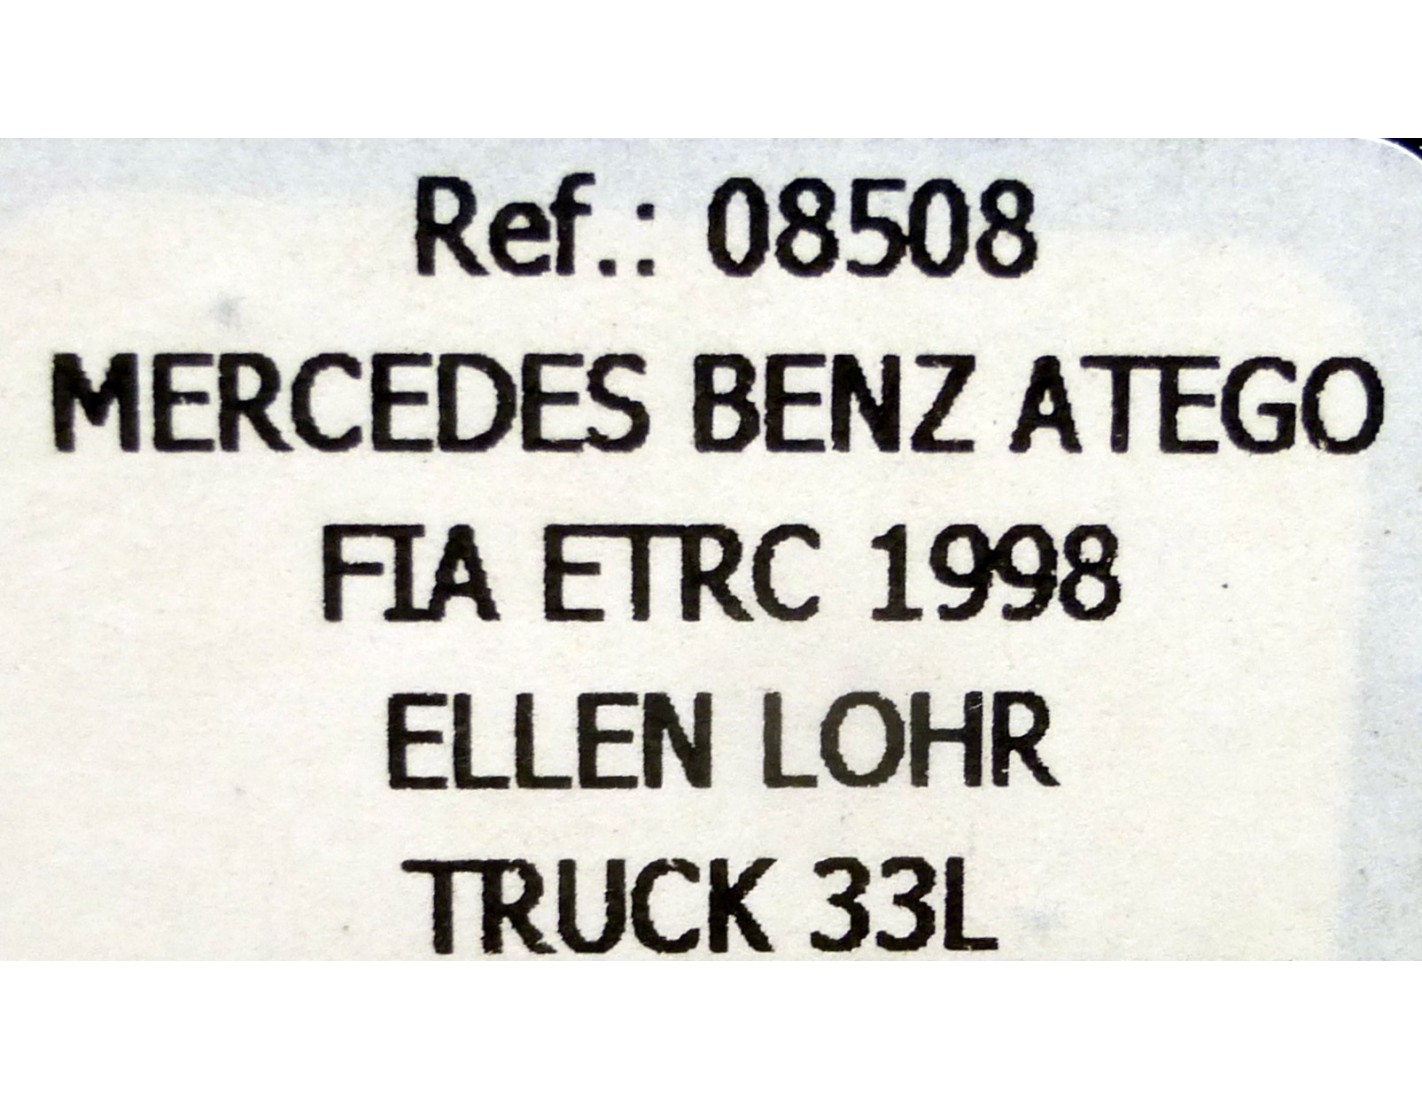 Ref.: 08508
MERCEDES BENZ ATEGO
FIA ETRC 1998
ELLEN LOHR
TRUCK 33L